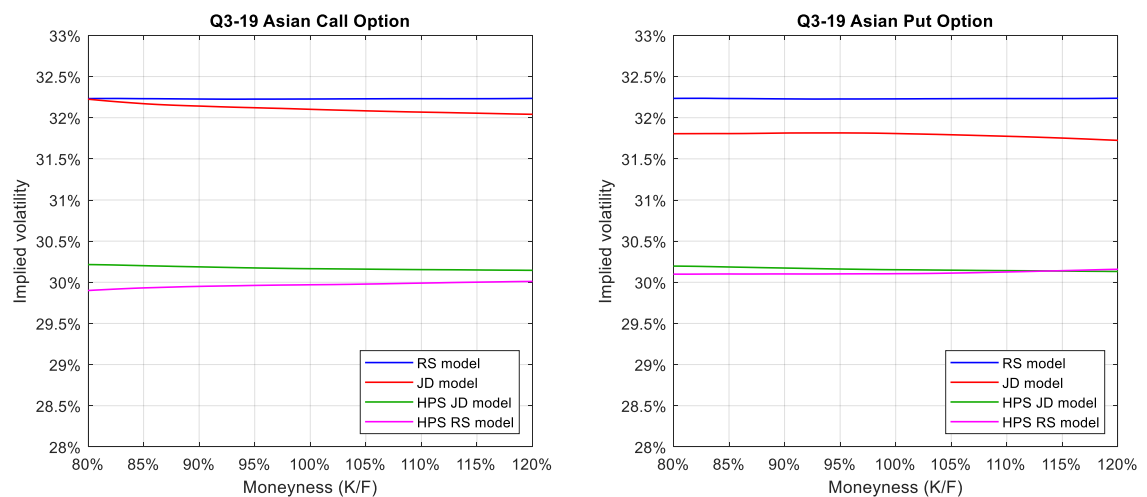 Q3-19 Asian Call Option
33%
32.5%
32%
31.5%
31%
30.5%
30%
29.5%
29%
28.5%
28%
Implied volatility
RS model
JD model
HPS JD model
HPS RS model
80%
85%
90%
95%
100%
105%
110%
115%
120%
Moneyness (K/F)
Q3-19 Asian Put Option
33%
32.5%
32%
31.5%
31%
30.5%
30%
29.5%
29%
28.5%
28%
Implied volatility
RS model
JD model
HPS JD model
HPS RS model
80%
85%
90%
95%
100%
105%
110%
115%
120%
Moneyness (K/F)